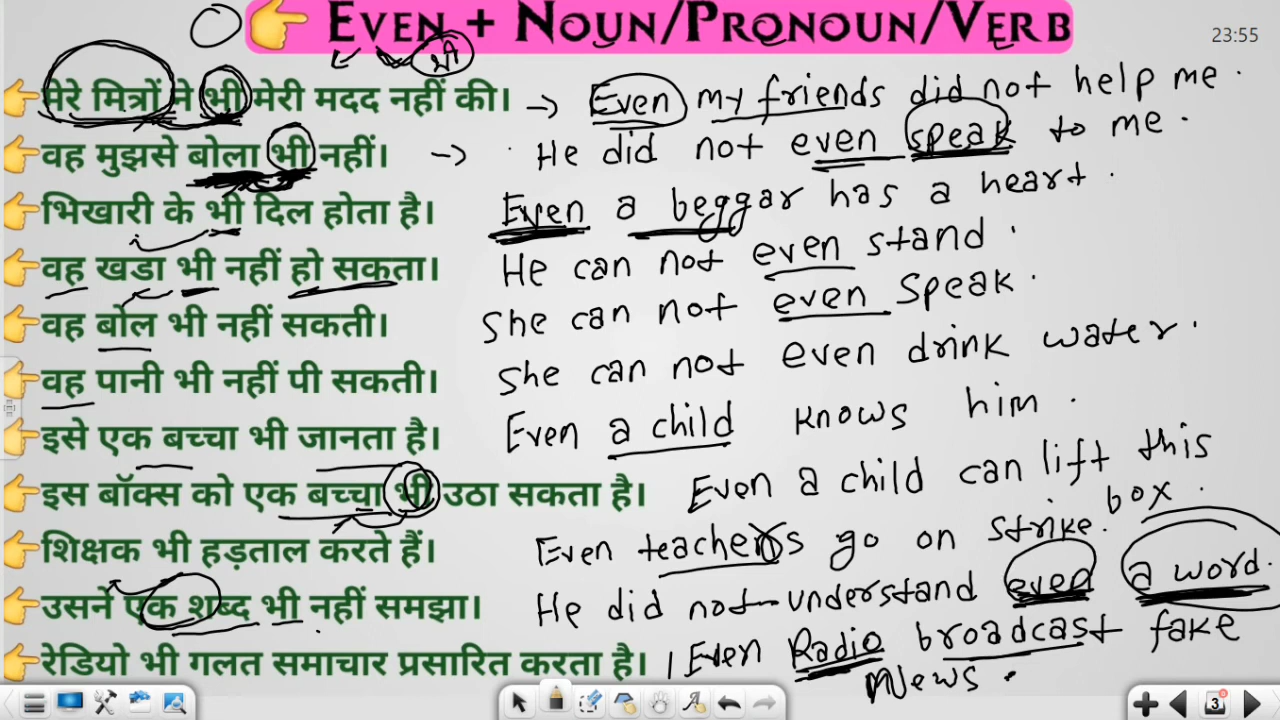 👉 EVEN + NOUN/PRONOUN/VERB
23:55
भी
👉मेरे मित्रों ने भी मेरी मदद नहीं की। → Even my friends did not help me.
👉वह मुझसे बोला भी नहीं। → He did not even speak to me.
👉भिखारी के भी दिल होता है। Even a beggar has a heart.
👉वह खडा भी नहीं हो सकता। He can not even stand.
👉वह बोल भी नहीं सकती। She can not even speak.
👉वह पानी भी नहीं पी सकती। She can not even drink water.
👉इसे एक बच्चा भी जानता है। Even a child knows him.
👉इस बॉक्स को एक बच्चा भी उठा सकता है। Even a child can lift this
box.
👉शिक्षक भी हड़ताल करते हैं। Even teachers go on strike.
👉उसने एक शब्द भी नहीं समझा। He did not understand even a word.
👉रेडियो भी गलत समाचार प्रसारित करता है। Even Radio broadcast fake
News.
3